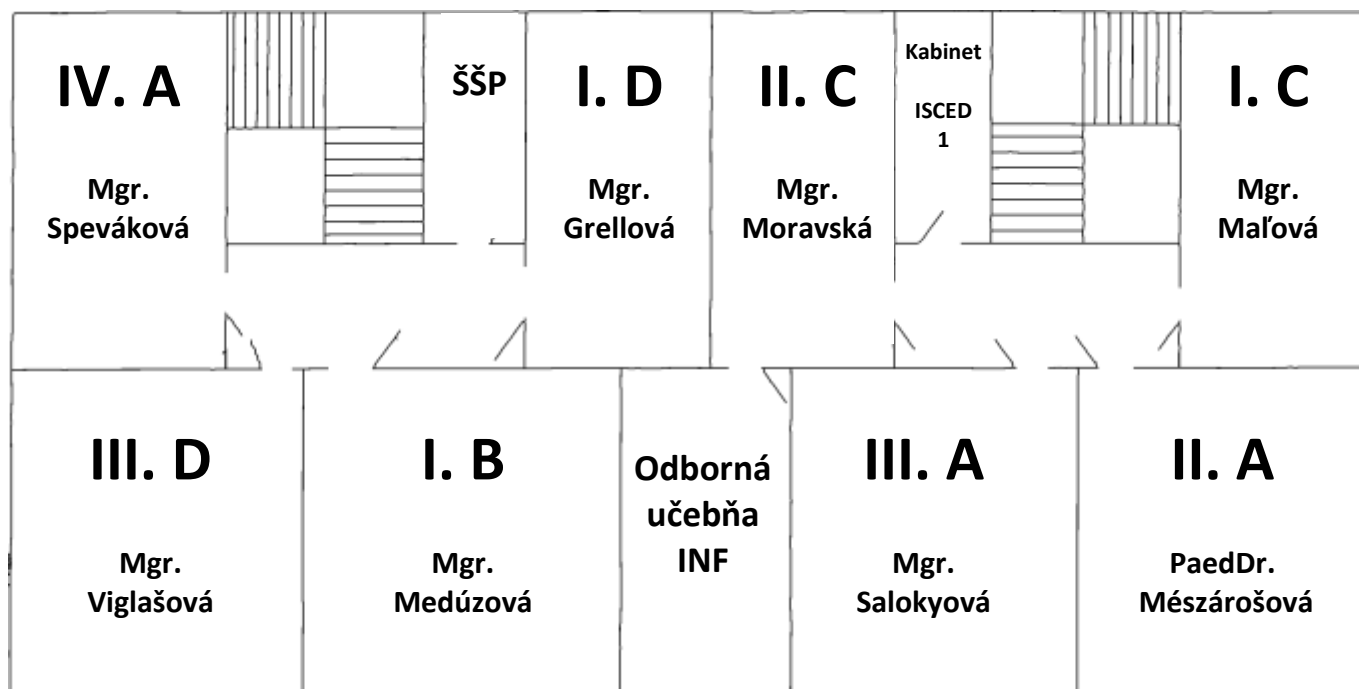 IV. A
Mgr.
Speváková
ŠŠP
I. D
Mgr.
Grellová
II. C
Mgr.
Moravská
Kabinet
ISCED
1
I. C
Mgr.
Maľová
III. D
Mgr.
Viglašová
I. B
Mgr.
Medúzová
Odborná
učebňa
INF
III. A
Mgr.
Salokyová
II. A
PaedDr.
Mészárošová